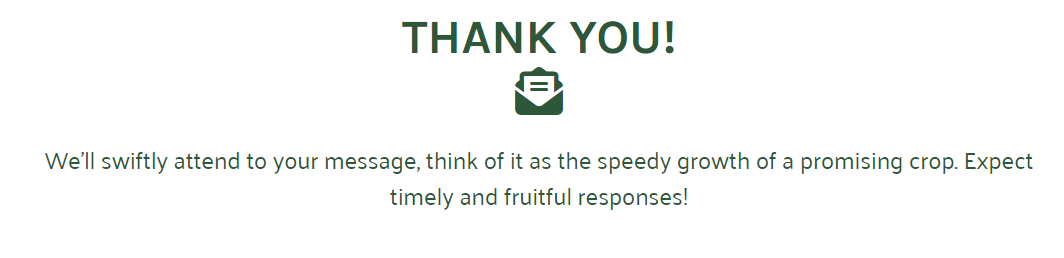 THANK YOU!
We’ll swiftly attend to your message, think of it as the speedy growth of a promising crop. Expect
timely and fruitful responses!